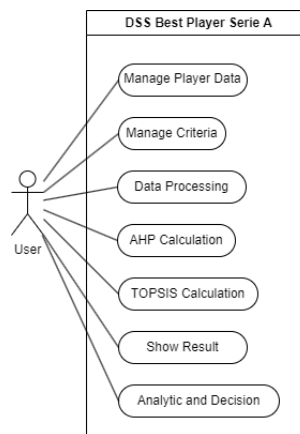 DSS Best Player Serie A
Manage Player Data
Manage Criteria
Data Processing
AHP Calculation
User
TOPSIS Calculation
Show Result
Analytic and Decision